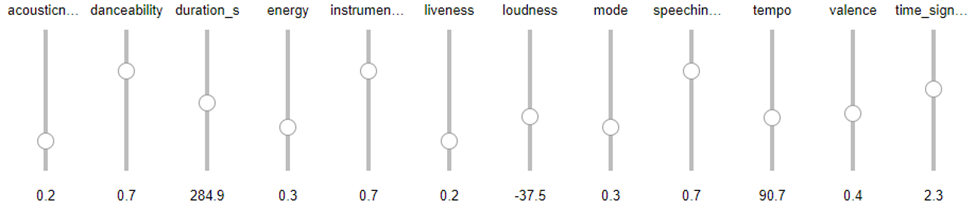 acousticn... danceability duration_s energy instrumen... liveness loudness mode speechin... tempo valence time_sign...
0.2 0.7 284.9 0.3 0.7 0.2 -37.5 0.3 0.7 90.7 0.4 2.3